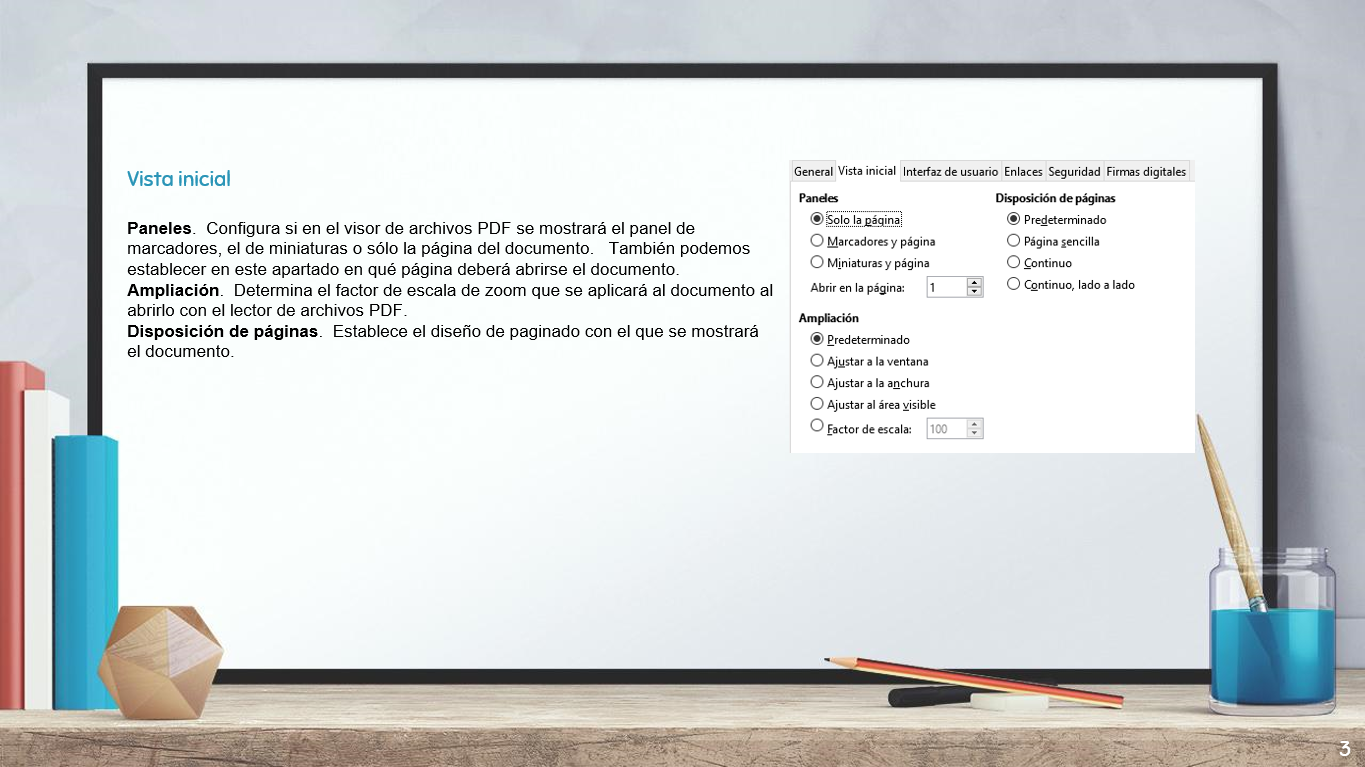 Vista inicial
Paneles.  Configura si en el visor de archivos PDF se mostrará el panel de
marcadores, el de miniaturas o sólo la página del documento.   También podemos
establecer en este apartado en qué página deberá abrirse el documento.
Ampliación.  Determina el factor de escala de zoom que se aplicará al documento al
abrirlo con el lector de archivos PDF.
Disposición de páginas.  Establece el diseño de paginado con el que se mostrará
el documento.
General Vista inicial Interfaz de usuario Enlaces Seguridad Firmas digitales
Paneles
Solo la página
Marcadores y página
Miniaturas y página
Abrir en la página: 1
Disposición de páginas
Predeterminado
Página sencilla
Continuo
Continuo, lado a lado
Ampliación
Predeterminado
Ajustar a la ventana
Ajustar a la anchura
Ajustar al área visible
Factor de escala: 100
3